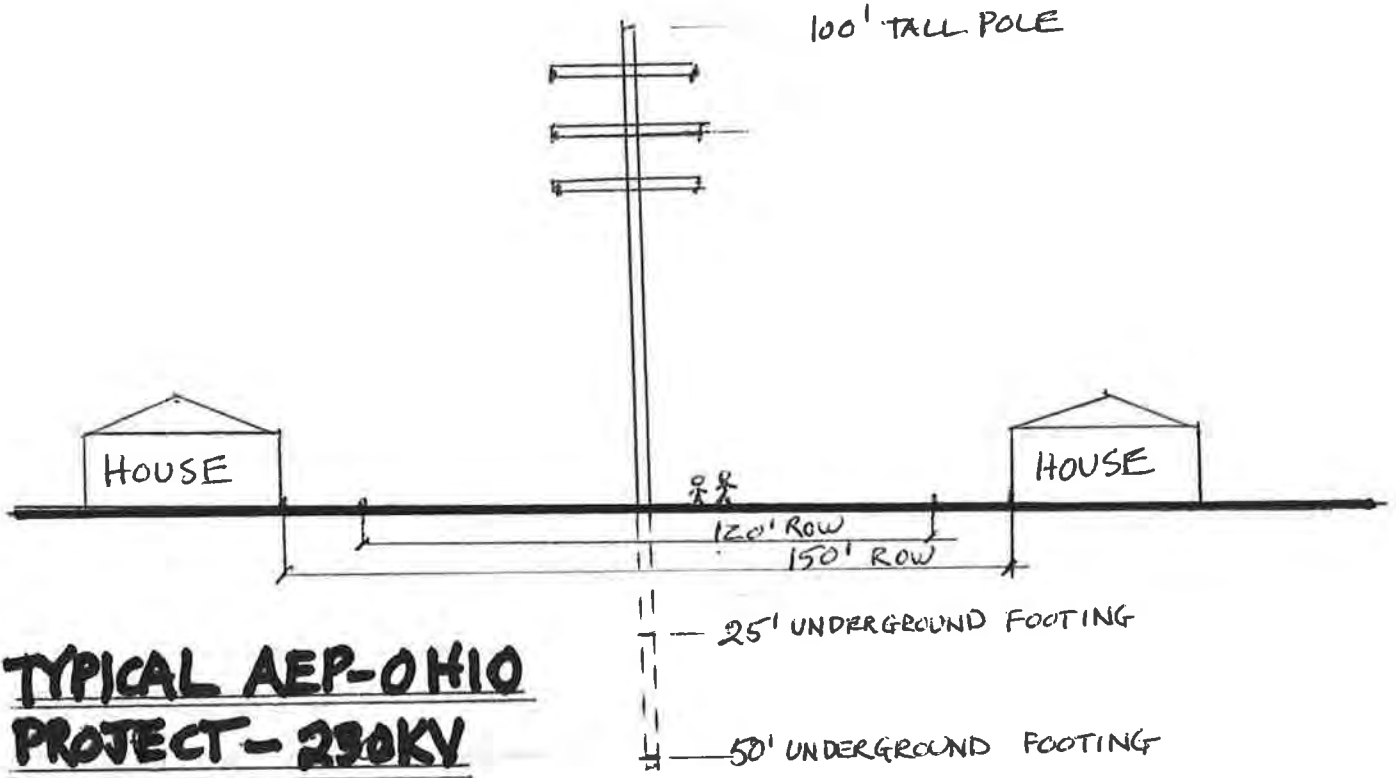 100' TALL POLE
HOUSE
HOUSE
120' ROW
150' ROW
25' UNDERGROUND FOOTING
TYPICAL AEP-OHIO
PROJECT - 230KV
50' UNDERGROUND FOOTING